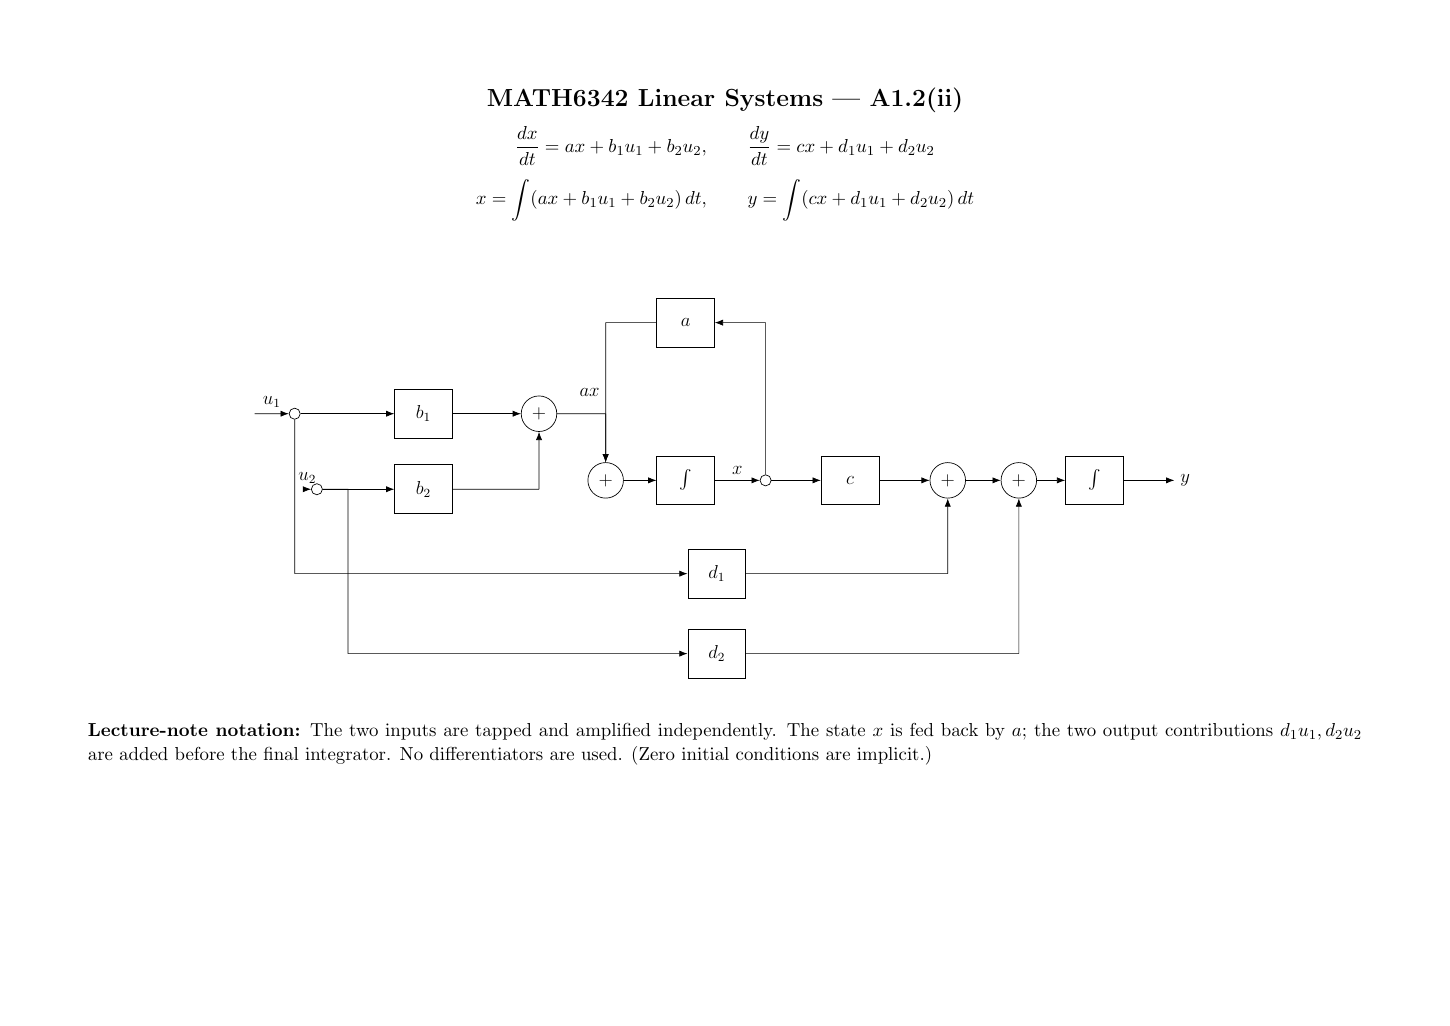 MATH6342 Linear Systems — A1.2(ii)
dx/dt = ax + b₁u₁ + b₂u₂, dy/dt = cx + d₁u₁ + d₂u₂
x = ∫(ax + b₁u₁ + b₂u₂) dt, y = ∫(cx + d₁u₁ + d₂u₂) dt
a
ax
u₁ b₁ +
u₂ b₂
+ ∫ x c + + ∫ y
d₁
d₂
Lecture-note notation: The two inputs are tapped and amplified independently. The state x is fed back by a; the two output contributions d₁u₁, d₂u₂
are added before the final integrator. No differentiators are used. (Zero initial conditions are implicit.)